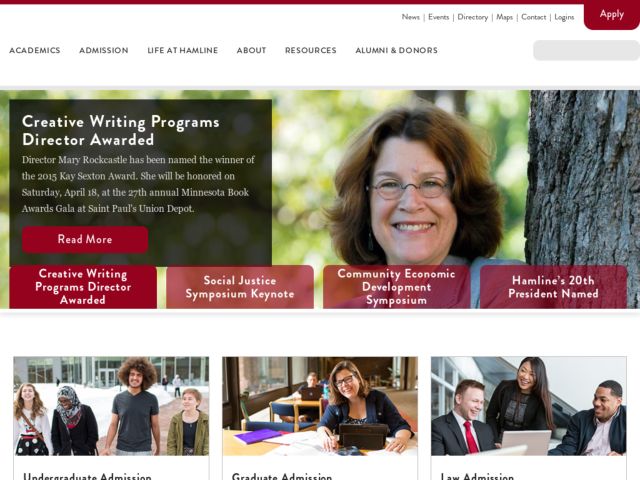 News | Events | Directory | Maps | Contact | Logins
Apply
ACADEMICS ADMISSION LIFE AT HAMLINE ABOUT RESOURCES ALUMNI & DONORS
Creative Writing Programs
Director Awarded
Director Mary Rockcastle has been named the winner of
the 2015 Kay Sexton Award. She will be honored on
Saturday, April 18, at the 27th annual Minnesota Book
Awards Gala at Saint Paul's Union Depot.
Read More
Creative Writing
Programs Director
Awarded
Social Justice
Symposium Keynote
Community Economic
Development
Symposium
Hamline's 20th
President Named
Undergraduate Admission
Graduate Admission
Law Admission